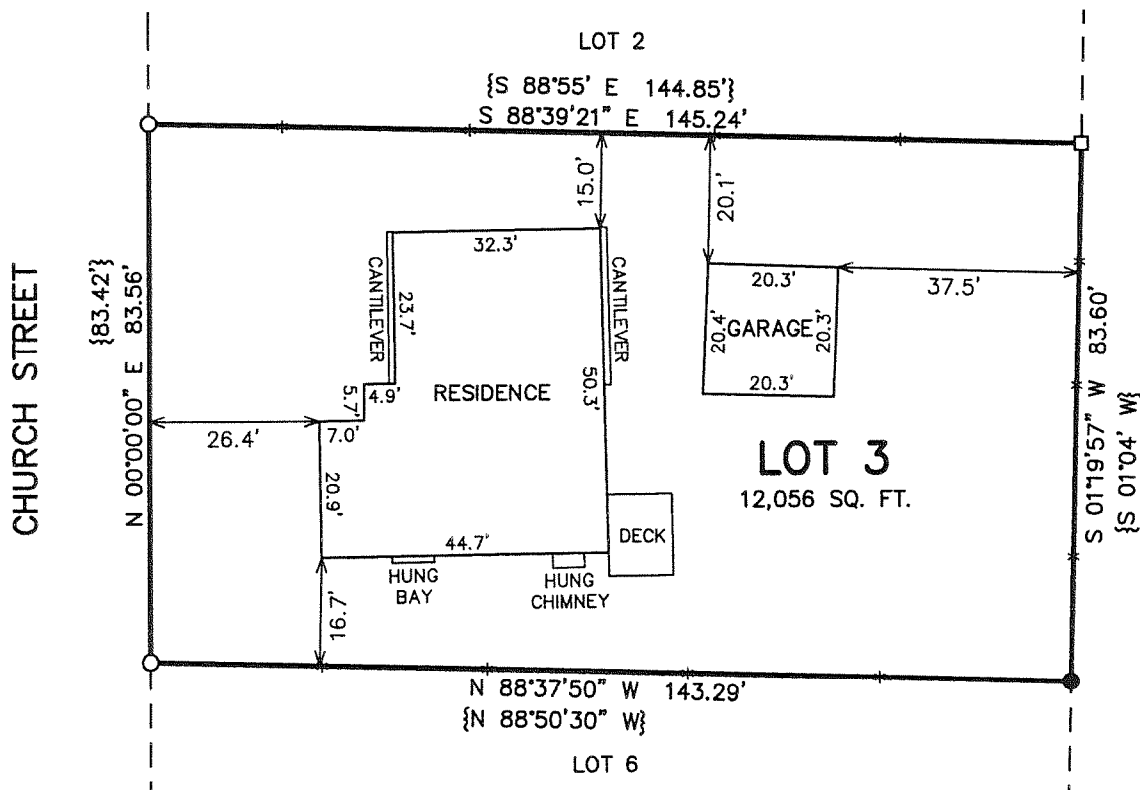 LOT 2
{S 88°55' E 144.85'}
S 88°39'21" E 145.24'
15.0'
20.1'
CHURCH STREET
{83.42'}
N 00°00'00" E 83.56'
32.3'
CANTILEVER
23.7'
CANTILEVER
20.3'
37.5'
20.4'
GARAGE
20.3'
20.3'
5.7'
4.9'
RESIDENCE
50.3'
26.4'
7.0'
LOT 3
12,056 SQ. FT.
S 01°19'57" W 83.60'
{S 01°04' W}
20.9'
44.7'
DECK
HUNG
BAY
HUNG
CHIMNEY
16.7'
N 88°37'50" W 143.29'
{N 88°50'30" W}
LOT 6